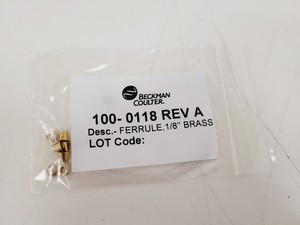 BECKMAN
COULTER.
100- 0118 REV A
Desc.- FERRULE,1/8" BRASS
LOT Code: